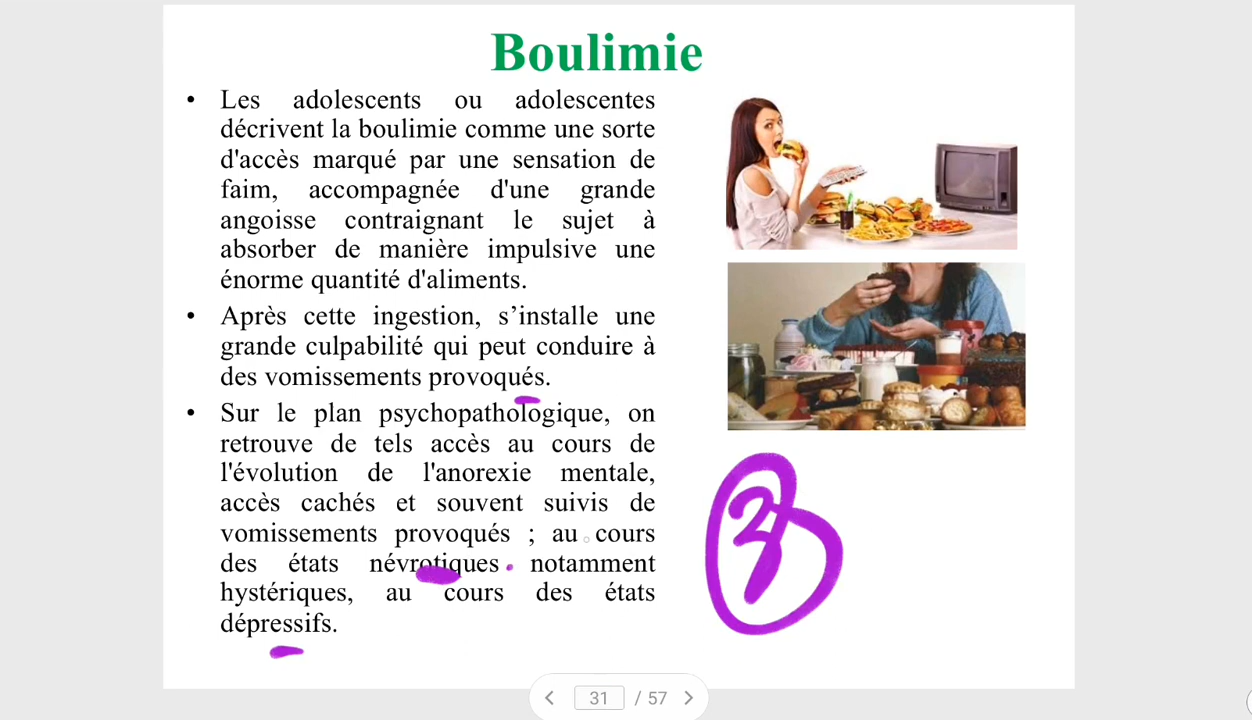 Boulimie
• Les adolescents ou adolescentes
décrivent la boulimie comme une sorte
d'accès marqué par une sensation de
faim, accompagnée d'une grande
angoisse contraignant le sujet à
absorber de manière impulsive une
énorme quantité d'aliments.
• Après cette ingestion, s’installe une
grande culpabilité qui peut conduire à
des vomissements provoqués.
• Sur le plan psychopathologique, on
retrouve de tels accès au cours de
l'évolution de l'anorexie mentale,
accès cachés et souvent suivis de
vomissements provoqués ; au cours
des états névrotiques notamment
hystériques, au cours des états
dépressifs.
31 / 57